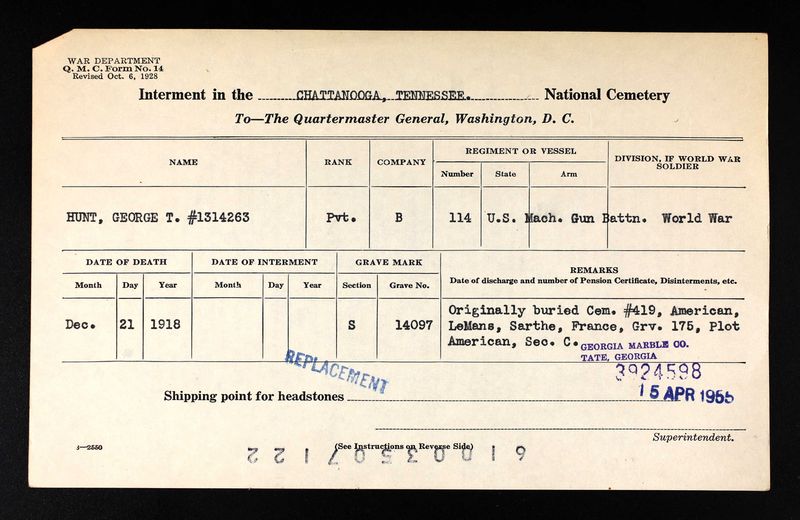 WAR DEPARTMENT
Q. M. C. Form No. 14
Revised Oct. 6, 1928
Interment in the CHATTANOOGA, TENNESSEE. National Cemetery
To—The Quartermaster General, Washington, D. C.
NAME RANK COMPANY REGIMENT OR VESSEL DIVISION, IF WORLD WAR SOLDIER
Number State Arm
HUNT, GEORGE T. #1314263 Pvt. B 114 U.S. Mach. Gun Battn. World War
DATE OF DEATH DATE OF INTERMENT GRAVE MARK REMARKS
Month Day Year Month Day Year Section Grave No. Date of discharge and number of Pension Certificate, Disinterments, etc.
Dec. 21 1918 S 14097
Originally buried Cem. #419, American,
LeMans, Sarthe, France, Grv. 175, Plot
American, Sec. C.
GEORGIA MARBLE CO.
TATE, GEORGIA
REPLACEMENT
3924598
Shipping point for headstones
15 APR 1955
Superintendent.
3—2550
(See Instructions on Reverse Side)